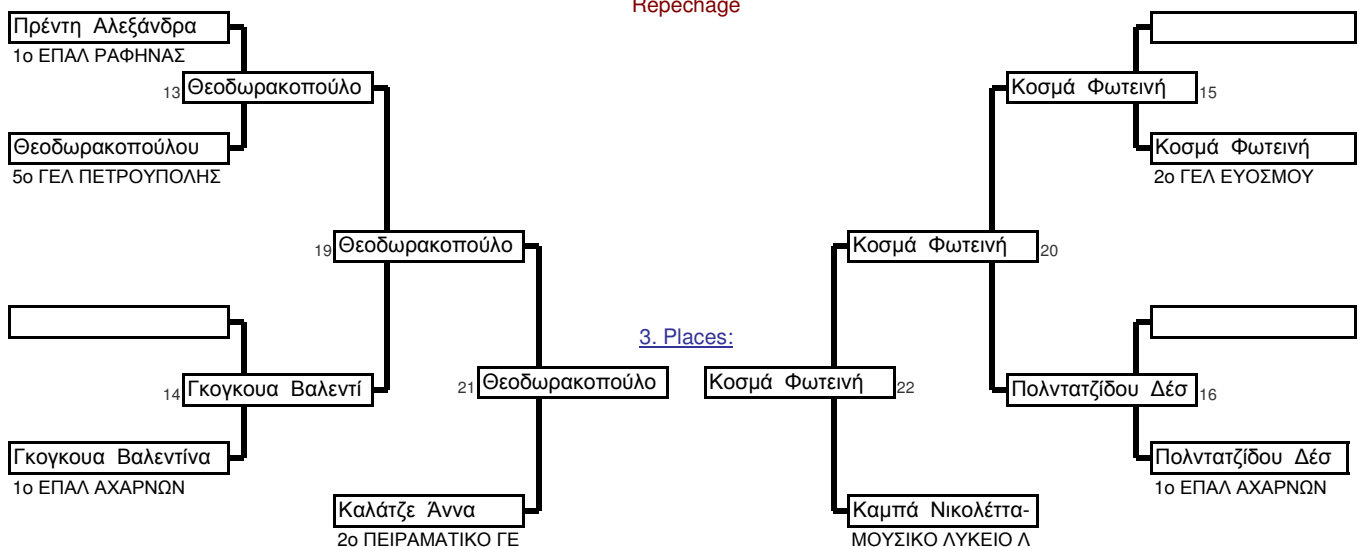 Repechage
Πρέντη Αλεξάνδρα
1ο ΕΠΑΛ ΡΑΦΗΝΑΣ
13 Θεοδωρακοπούλο
Κοσμά Φωτεινή 15
Θεοδωρακοπούλου
5ο ΓΕΛ ΠΕΤΡΟΥΠΟΛΗΣ
Κοσμά Φωτεινή
2ο ΓΕΛ ΕΥΟΣΜΟΥ
19 Θεοδωρακοπούλο
Κοσμά Φωτεινή 20
3. Places:
14 Γκογκουα Βαλεντί
21 Θεοδωρακοπούλο
Κοσμά Φωτεινή 22
Πολντατζίδου Δέσ 16
Γκογκουα Βαλεντίνα
1ο ΕΠΑΛ ΑΧΑΡΝΩΝ
Πολντατζίδου Δέσ
1ο ΕΠΑΛ ΑΧΑΡΝΩΝ
Καλάτζε Άννα
2ο ΠΕΙΡΑΜΑΤΙΚΟ ΓΕ
Καμπά Νικολέττα-
ΜΟΥΣΙΚΟ ΛΥΚΕΙΟ Λ